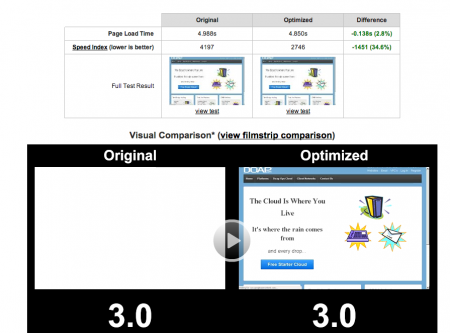 Original Optimized Difference
Page Load Time 4.988s 4.850s -0.138s (2.8%)
Speed Index (lower is better) 4197 2746 -1451 (34.6%)
Full Test Result
view test view test
Visual Comparison* (view filmstrip comparison)
Original Optimized
The Cloud Is Where You
Live
It's where the rain comes
from
and every drop...
Free Starter Cloud
3.0 3.0